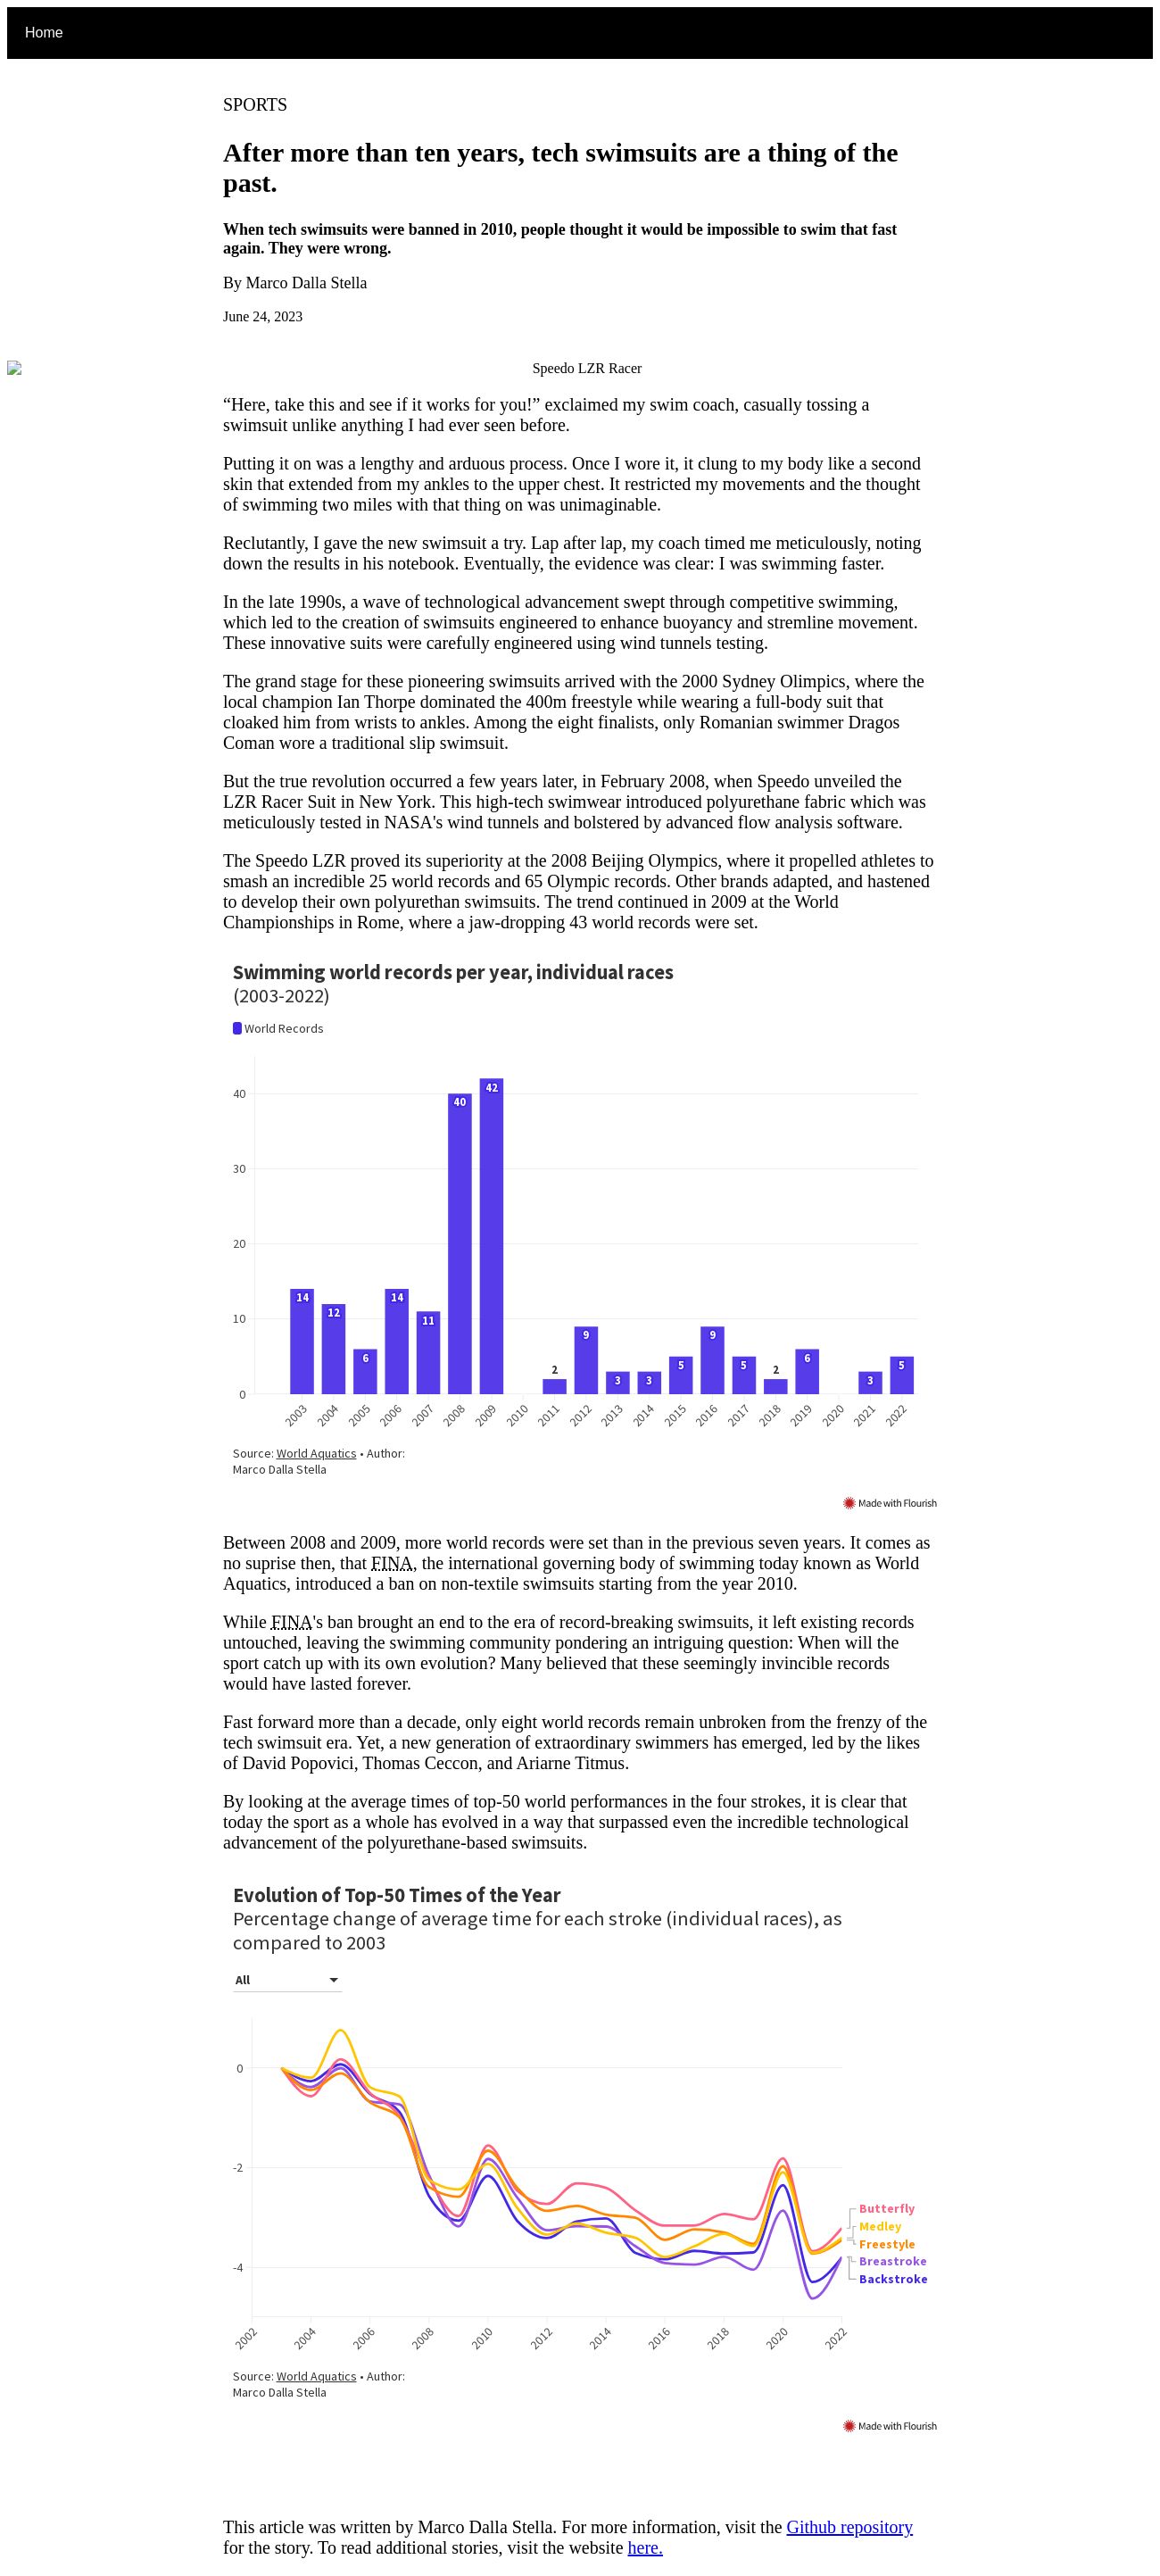 Home
SPORTS
After more than ten years, tech swimsuits are a thing of the
past.
When tech swimsuits were banned in 2010, people thought it would be impossible to swim that fast
again. They were wrong.
By Marco Dalla Stella
June 24, 2023
Speedo LZR Racer
“Here, take this and see if it works for you!” exclaimed my swim coach, casually tossing a
swimsuit unlike anything I had ever seen before.
Putting it on was a lengthy and arduous process. Once I wore it, it clung to my body like a second
skin that extended from my ankles to the upper chest. It restricted my movements and the thought
of swimming two miles with that thing on was unimaginable.
Reclutantly, I gave the new swimsuit a try. Lap after lap, my coach timed me meticulously, noting
down the results in his notebook. Eventually, the evidence was clear: I was swimming faster.
In the late 1990s, a wave of technological advancement swept through competitive swimming,
which led to the creation of swimsuits engineered to enhance buoyancy and stremline movement.
These innovative suits were carefully engineered using wind tunnels testing.
The grand stage for these pioneering swimsuits arrived with the 2000 Sydney Olimpics, where the
local champion Ian Thorpe dominated the 400m freestyle while wearing a full-body suit that
cloaked him from wrists to ankles. Among the eight finalists, only Romanian swimmer Dragos
Coman wore a traditional slip swimsuit.
But the true revolution occurred a few years later, in February 2008, when Speedo unveiled the
LZR Racer Suit in New York. This high-tech swimwear introduced polyurethane fabric which was
meticulously tested in NASA's wind tunnels and bolstered by advanced flow analysis software.
The Speedo LZR proved its superiority at the 2008 Beijing Olympics, where it propelled athletes to
smash an incredible 25 world records and 65 Olympic records. Other brands adapted, and hastened
to develop their own polyurethan swimsuits. The trend continued in 2009 at the World
Championships in Rome, where a jaw-dropping 43 world records were set.
Swimming world records per year, individual races
(2003-2022)
World Records
40
30
20
10
0
14
12
6
14
11
40
42
2
9
3
3
5
9
5
2
6
3
5
2003
2004
2005
2006
2007
2008
2009
2010
2011
2012
2013
2014
2015
2016
2017
2018
2019
2020
2021
2022
Source: World Aquatics • Author:
Marco Dalla Stella
Made with Flourish
Between 2008 and 2009, more world records were set than in the previous seven years. It comes as
no suprise then, that FINA, the international governing body of swimming today known as World
Aquatics, introduced a ban on non-textile swimsuits starting from the year 2010.
While FINA's ban brought an end to the era of record-breaking swimsuits, it left existing records
untouched, leaving the swimming community pondering an intriguing question: When will the
sport catch up with its own evolution? Many believed that these seemingly invincible records
would have lasted forever.
Fast forward more than a decade, only eight world records remain unbroken from the frenzy of the
tech swimsuit era. Yet, a new generation of extraordinary swimmers has emerged, led by the likes
of David Popovici, Thomas Ceccon, and Ariarne Titmus.
By looking at the average times of top-50 world performances in the four strokes, it is clear that
today the sport as a whole has evolved in a way that surpassed even the incredible technological
advancement of the polyurethane-based swimsuits.
Evolution of Top-50 Times of the Year
Percentage change of average time for each stroke (individual races), as
compared to 2003
All
0
-2
-4
Butterfly
Medley
Freestyle
Breastroke
Backstroke
2002
2004
2006
2008
2010
2012
2014
2016
2018
2020
2022
Source: World Aquatics • Author:
Marco Dalla Stella
Made with Flourish
This article was written by Marco Dalla Stella. For more information, visit the Github repository
for the story. To read additional stories, visit the website here.